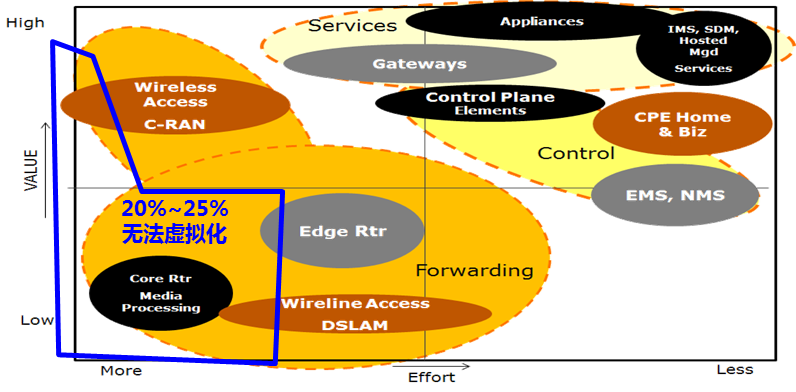 High
Services
Appliances
IMS, SDM,
Hosted
Mgd
Services
Gateways
Wireless
Access
C-RAN
Control Plane
Elements
CPE Home
& Biz
Control
VALUE
EMS, NMS
20%~25%
无法虚拟化
Edge Rtr
Forwarding
Core Rtr
Media
Processing
Wireline Access
DSLAM
Low
More
Effort
Less